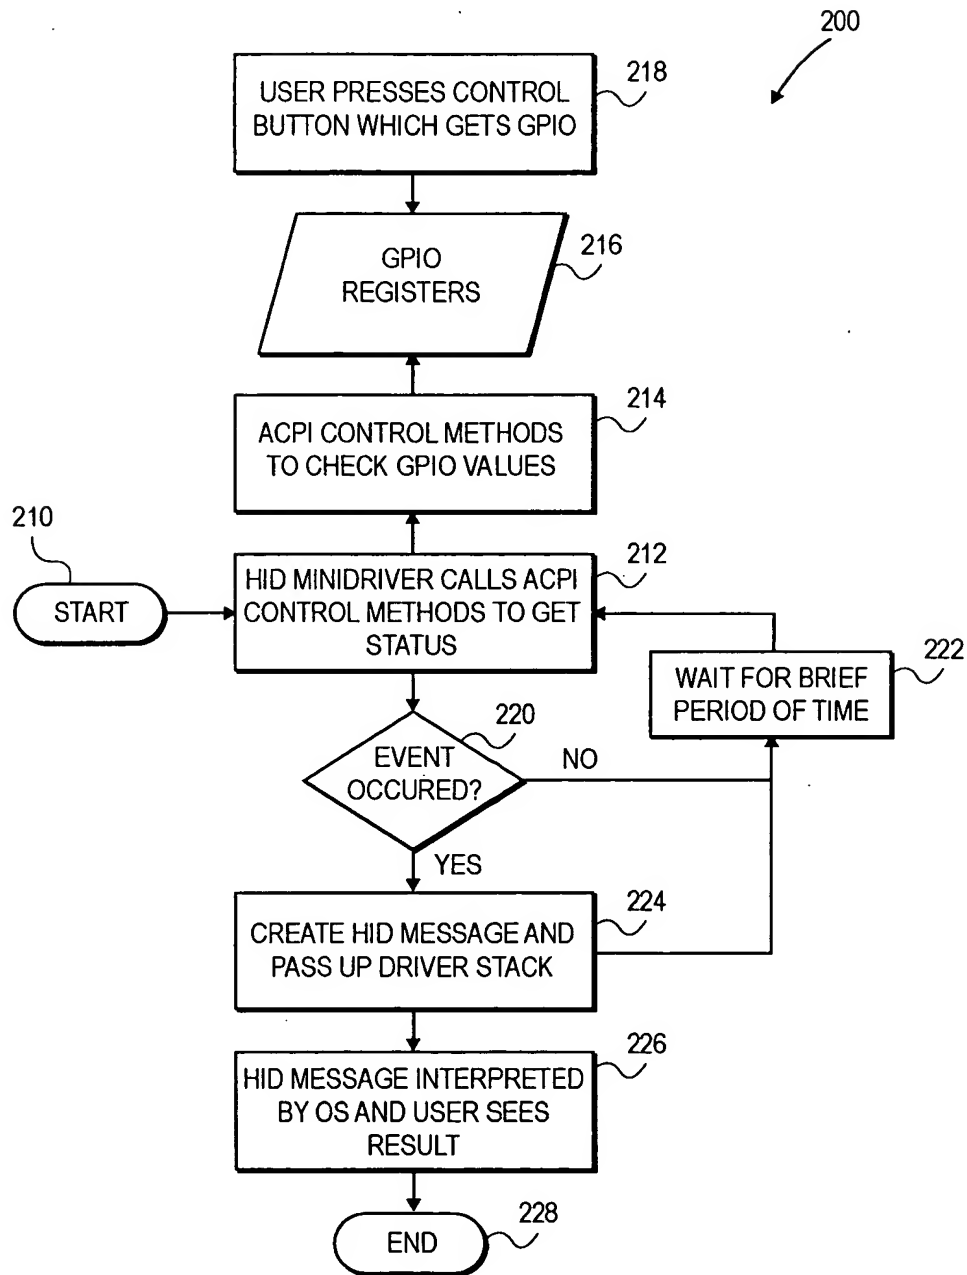 200
218
USER PRESSES CONTROL
BUTTON WHICH GETS GPIO
216
GPIO
REGISTERS
214
ACPI CONTROL METHODS
TO CHECK GPIO VALUES
210
START
212
HID MINIDRIVER CALLS ACPI
CONTROL METHODS TO GET
STATUS
222
WAIT FOR BRIEF
PERIOD OF TIME
220
EVENT
OCCURED?
NO
YES
224
CREATE HID MESSAGE AND
PASS UP DRIVER STACK
226
HID MESSAGE INTERPRETED
BY OS AND USER SEES
RESULT
228
END